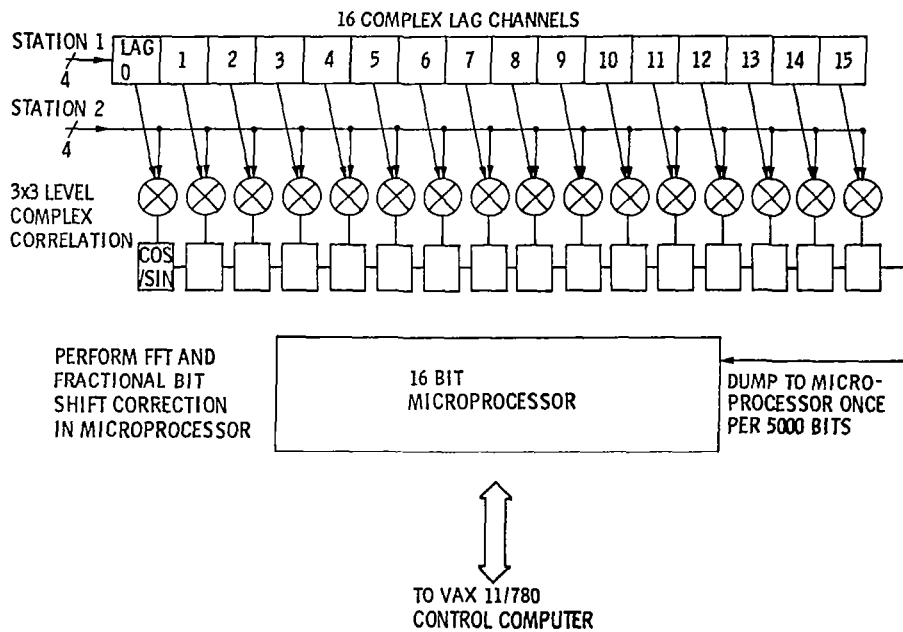 16 COMPLEX LAG CHANNELS
STATION 1
4
LAG
0
1 2 3 4 5 6 7 8 9 10 11 12 13 14 15
STATION 2
4
3x3 LEVEL
COMPLEX
CORRELATION
COS
/SIN
PERFORM FFT AND
FRACTIONAL BIT
SHIFT CORRECTION
IN MICROPROCESSOR
16 BIT
MICROPROCESSOR
DUMP TO MICRO-
PROCESSOR ONCE
PER 5000 BITS
TO VAX 11/780
CONTROL COMPUTER